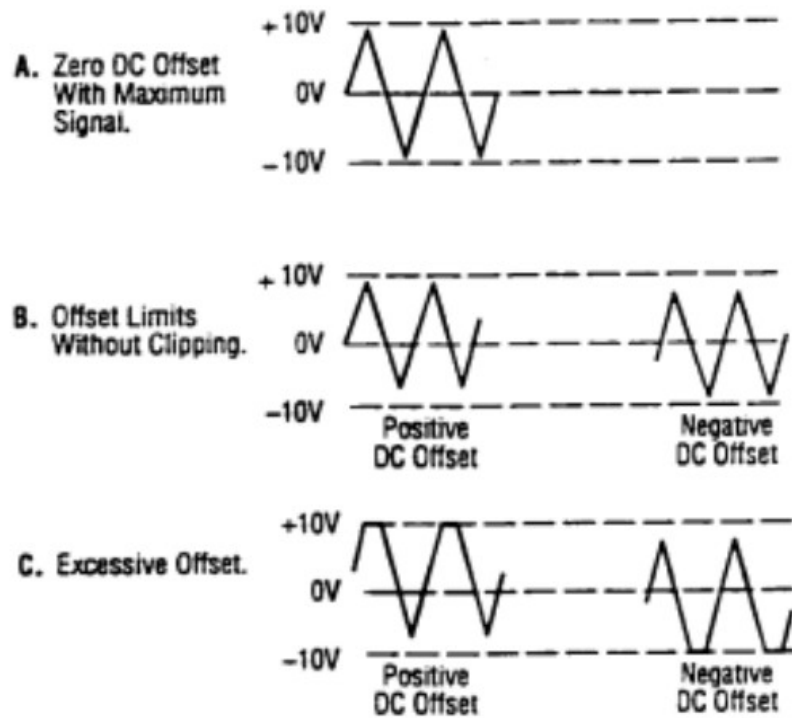 +10V
A. Zero DC Offset
With Maximum
Signal.
0V
-10V
+10V
B. Offset Limits
Without Clipping.
0V
-10V
Positive
DC Offset
Negative
DC Offset
+10V
C. Excessive Offset.
0V
-10V
Positive
DC Offset
Negative
DC Offset